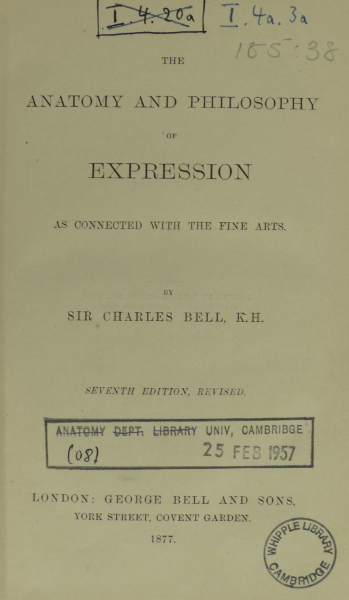 I.4.20a
I.4a.3a
185:38
THE
ANATOMY AND PHILOSOPHY
OF
EXPRESSION
AS CONNECTED WITH THE FINE ARTS.
BY
SIR CHARLES BELL, K.H.
SEVENTH EDITION, REVISED.
ANATOMY DEPT. LIBRARY UNIV, CAMBRIDGE
(08) 25 FEB 1957
LONDON: GEORGE BELL AND SONS,
YORK STREET, COVENT GARDEN.
1877.
WHIPPLE LIBRARY
CAMBRIDGE